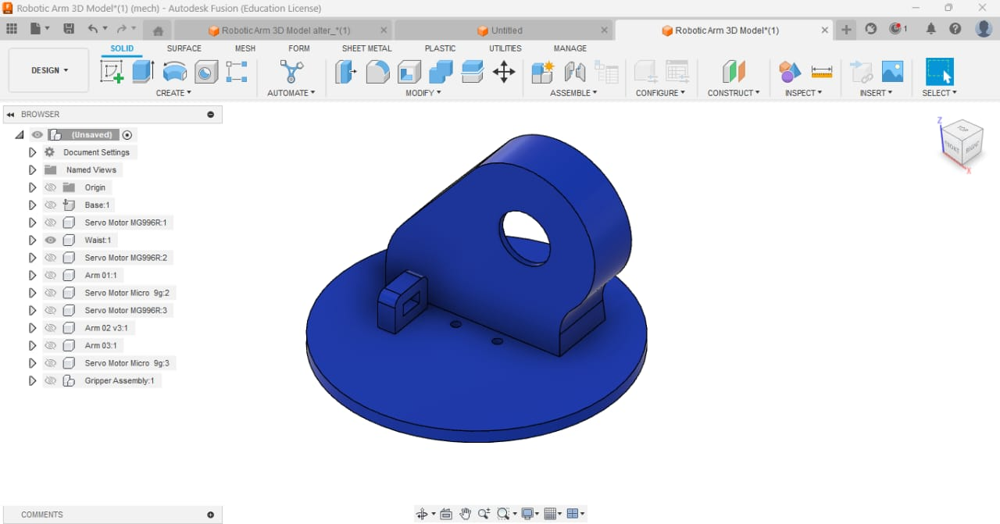 Robotic Arm 3D Model*(1) (mech) - Autodesk Fusion (Education License)
Robotic Arm 3D Model alter_*(1)
Untitled
Robotic Arm 3D Model*(1)
1
SOLID SURFACE MESH FORM SHEET METAL PLASTIC UTILITIES MANAGE
DESIGN
CREATE AUTOMATE MODIFY ASSEMBLE CONFIGURE CONSTRUCT INSPECT INSERT SELECT
BROWSER
(Unsaved)
Document Settings
Named Views
Origin
Base:1
Servo Motor MG996R:1
Waist:1
Servo Motor MG996R:2
Arm 01:1
Servo Motor Micro 9g:2
Servo Motor MG996R:3
Arm 02 v3:1
Arm 03:1
Servo Motor Micro 9g:3
Gripper Assembly:1
Z
TOP
FRONT
RIGHT
X
COMMENTS